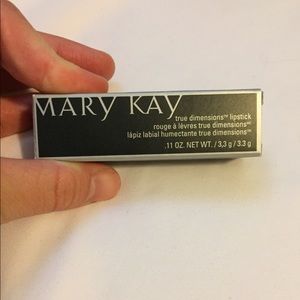 MARY KAY
true dimensions™ lipstick
rouge à lèvres true dimensions™
lápiz labial humectante true dimensions™
.11 OZ. NET WT. / 3,3 g / 3.3 g